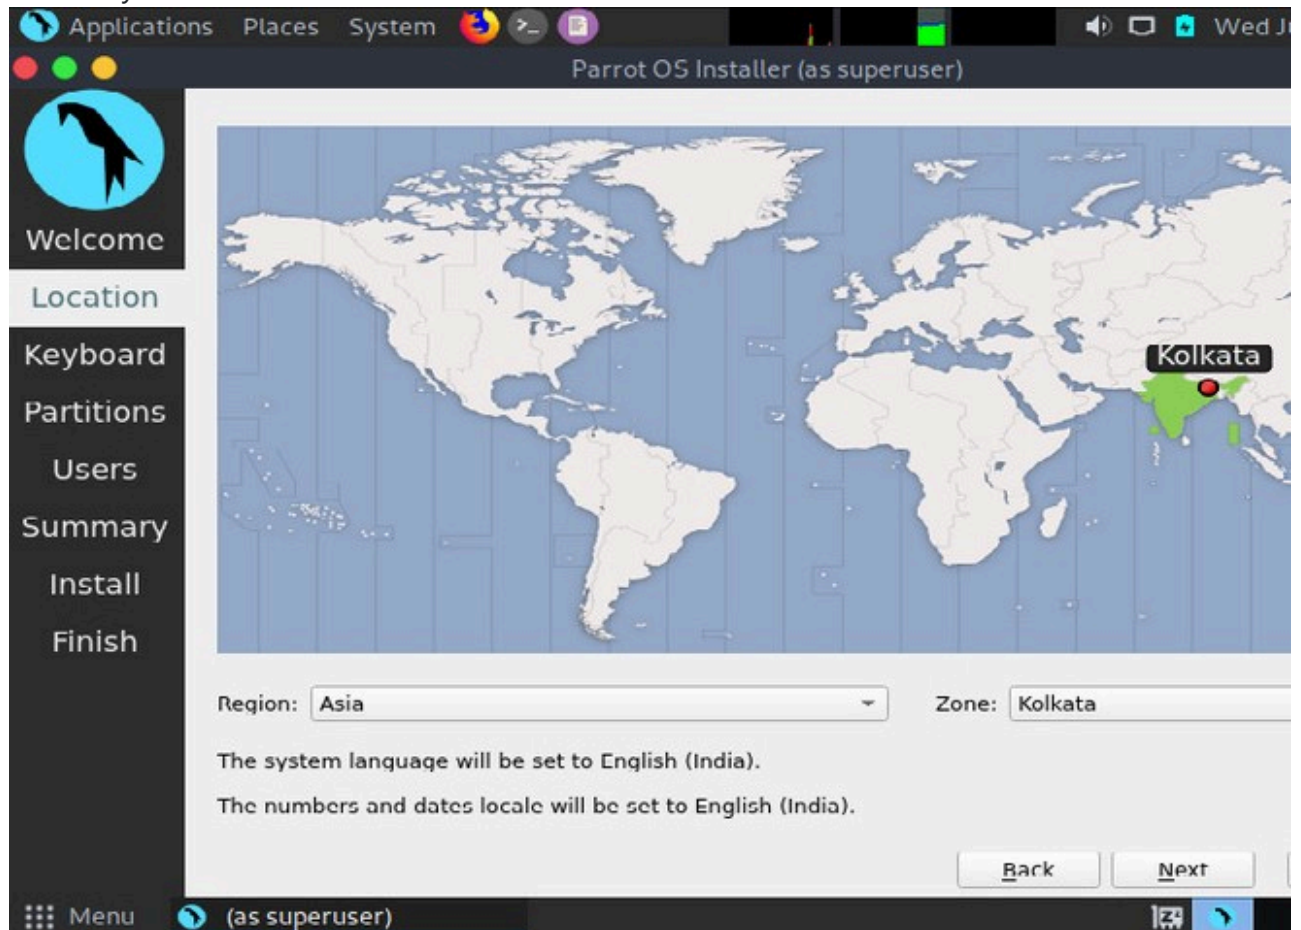 Applications Places System
Wed
Parrot OS Installer (as superuser)
Welcome
Location
Keyboard
Partitions
Users
Summary
Install
Finish
Kolkata
Region: Asia Zone: Kolkata
The system language will be set to English (India).
The numbers and dates locale will be set to English (India).
Back Next
Menu (as superuser)